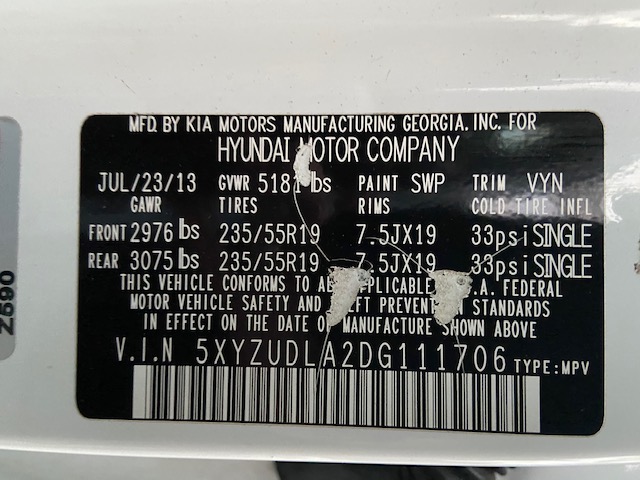 MFD. BY KIA MOTORS MANUFACTURING GEORGIA. INC. FOR
HYUNDAI MOTOR COMPANY
JUL/23/13 GVWR 5181 lbs PAINT SWP TRIM VYN
GAWR TIRES RIMS COLD TIRE INFL
FRONT 2976 lbs 235/55R19 7.5JX19 33psi SINGLE
REAR 3075 lbs 235/55R19 7.5JX19 33psi SINGLE
THIS VEHICLE CONFORMS TO APPLICABLE .A. FEDERAL
MOTOR VEHICLE SAFETY AND THEFT PREVENTION STANDARDS
IN EFFECT ON THE DATE OF MANUFACTURE SHOWN ABOVE
V.I.N 5XYZUDLA2DG111706 TYPE:MPV
Z690